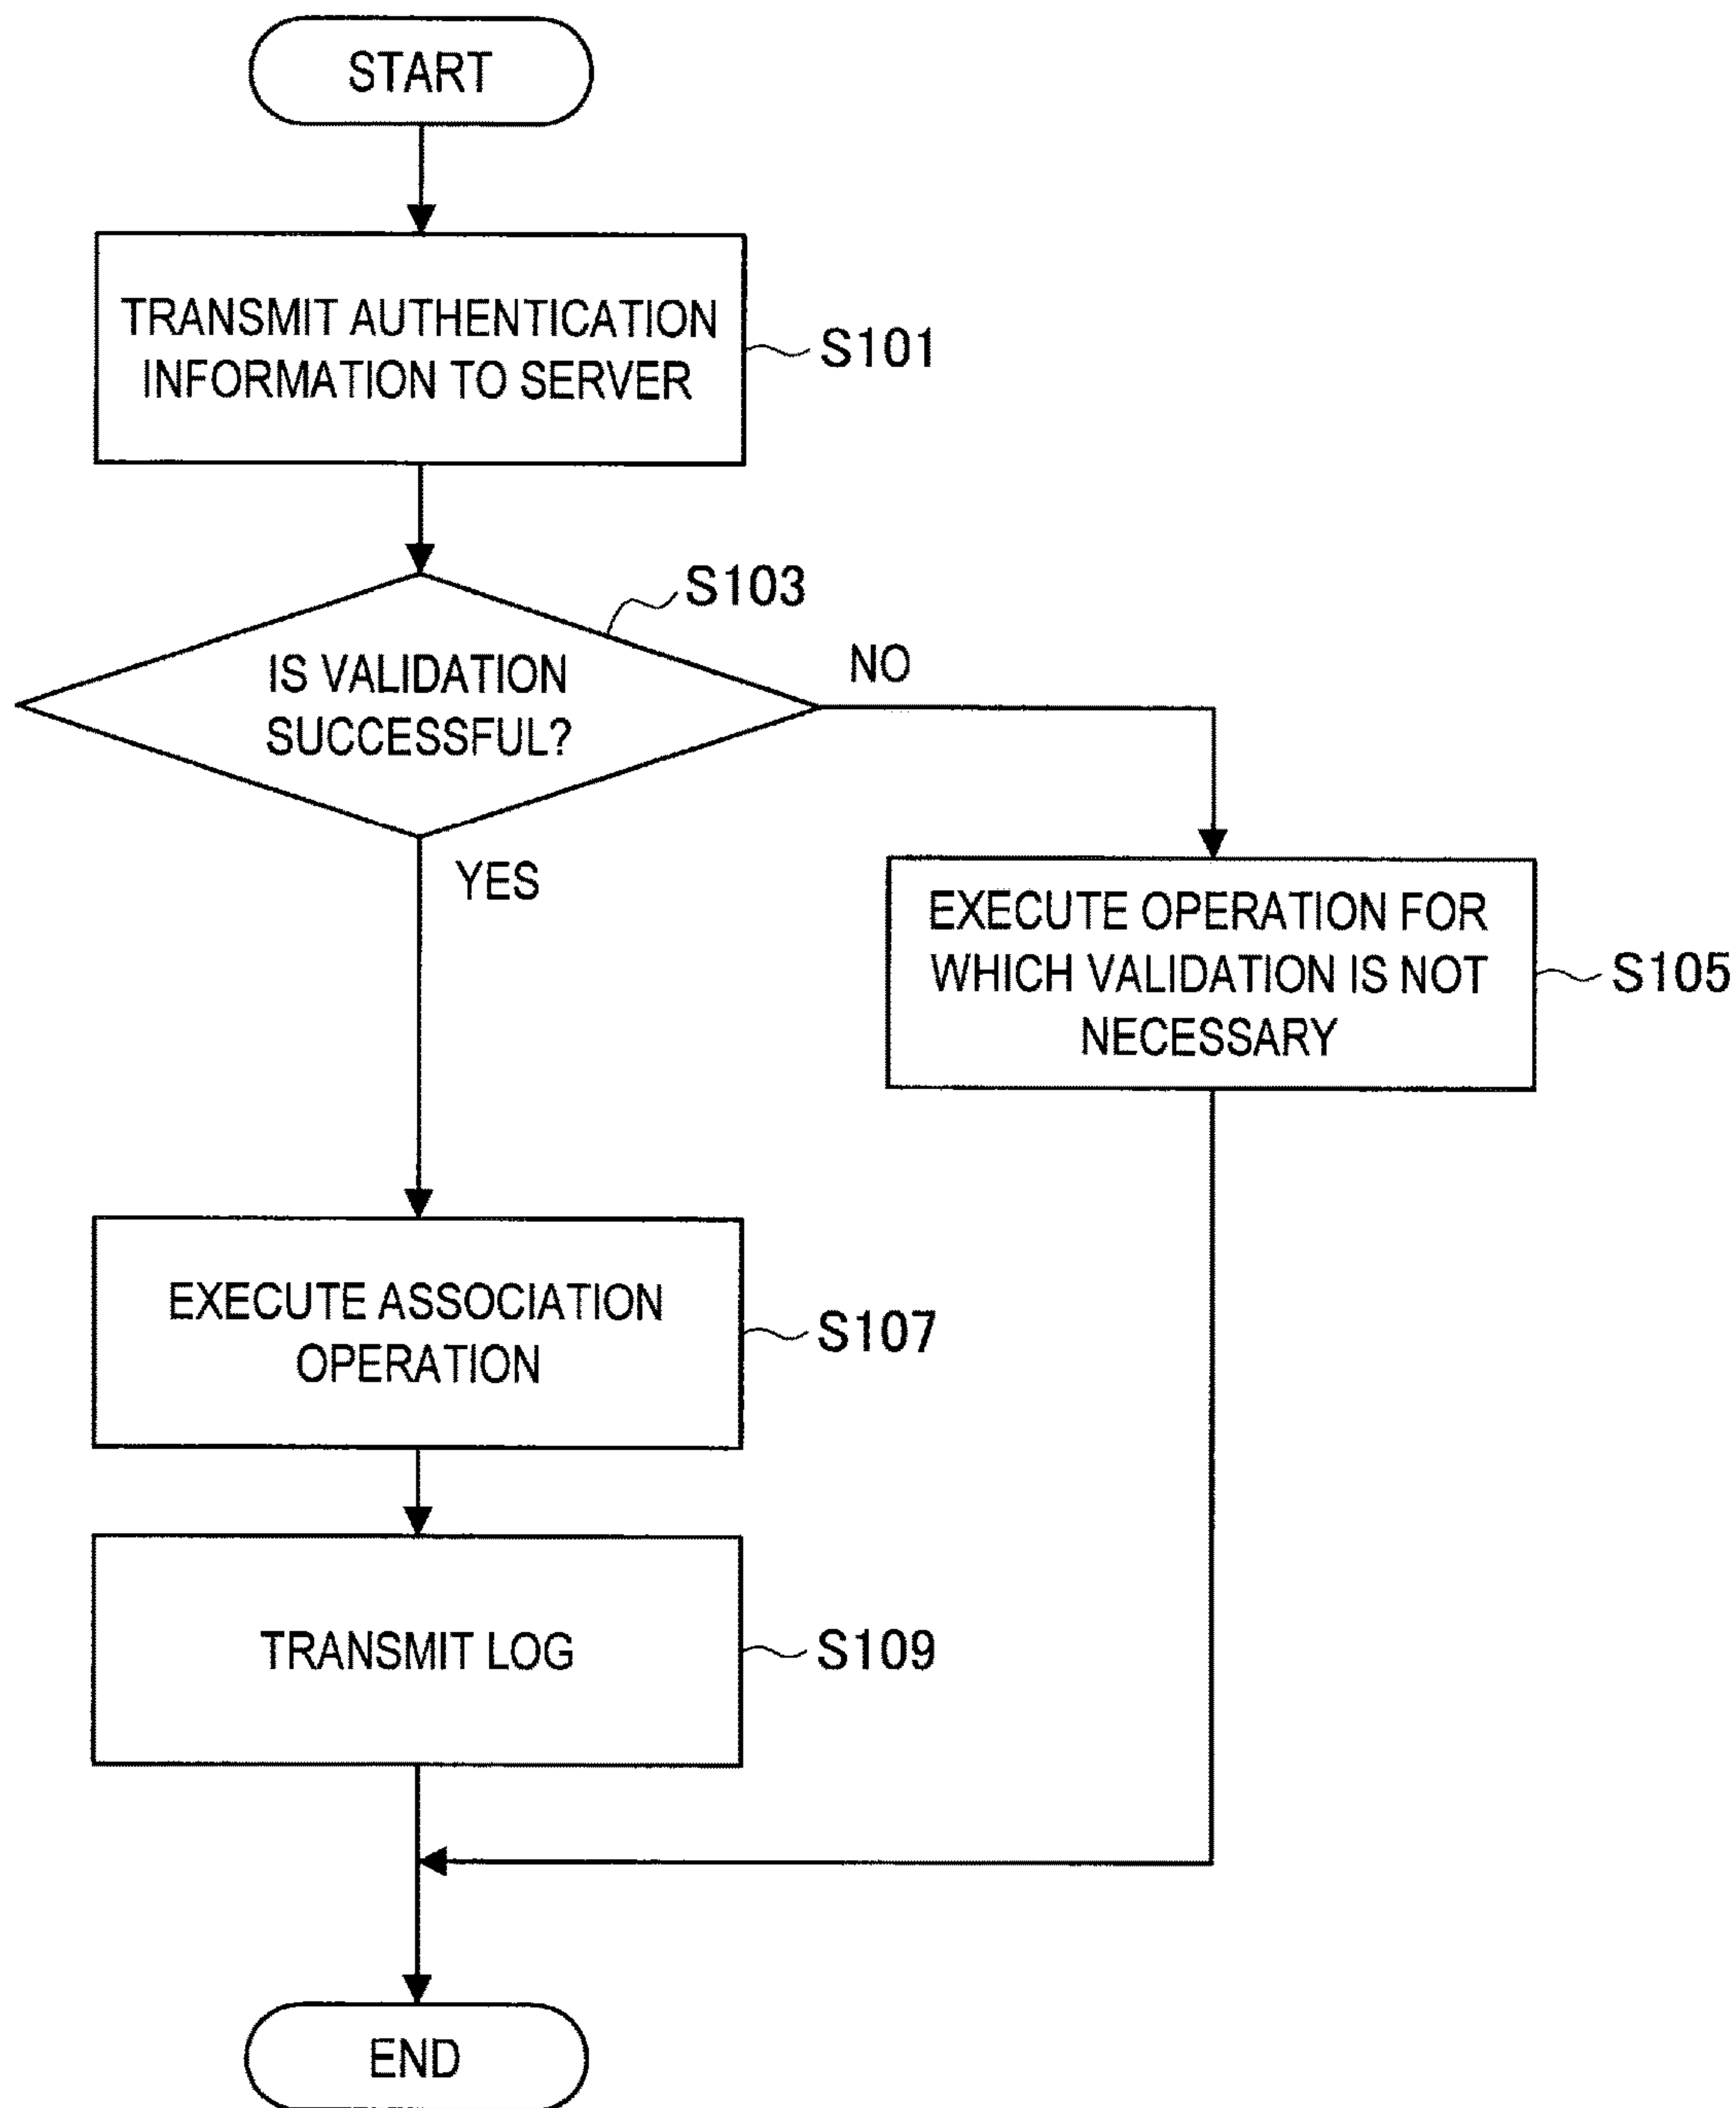 START
TRANSMIT AUTHENTICATION
INFORMATION TO SERVER
S101
S103
IS VALIDATION
SUCCESSFUL?
NO
YES
EXECUTE OPERATION FOR
WHICH VALIDATION IS NOT
NECESSARY
S105
EXECUTE ASSOCIATION
OPERATION
S107
TRANSMIT LOG
S109
END